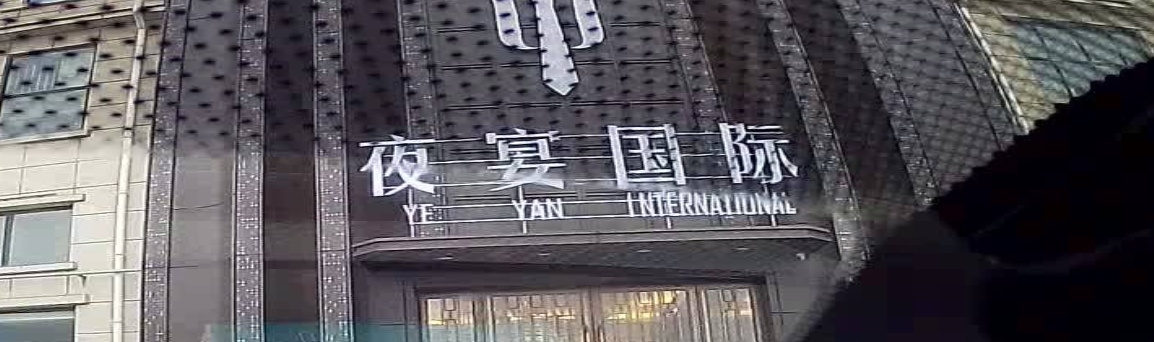 夜宴国际
YE YAN INTERNATIONAL